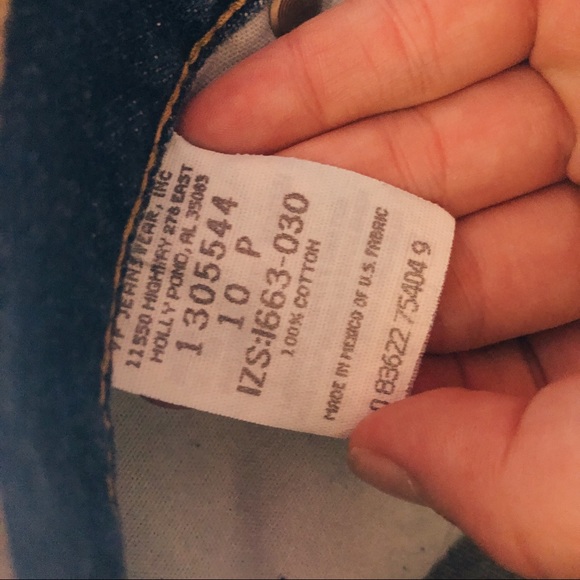 VF JEANSWEAR, INC
11550 HIGHWAY 278 EAST
HOLLY POND, AL 35083
1305544
10 P
IZS:1663-030
100% COTTON
MADE IN MEXICO OF U.S. FABRIC
0 83622 75404 9